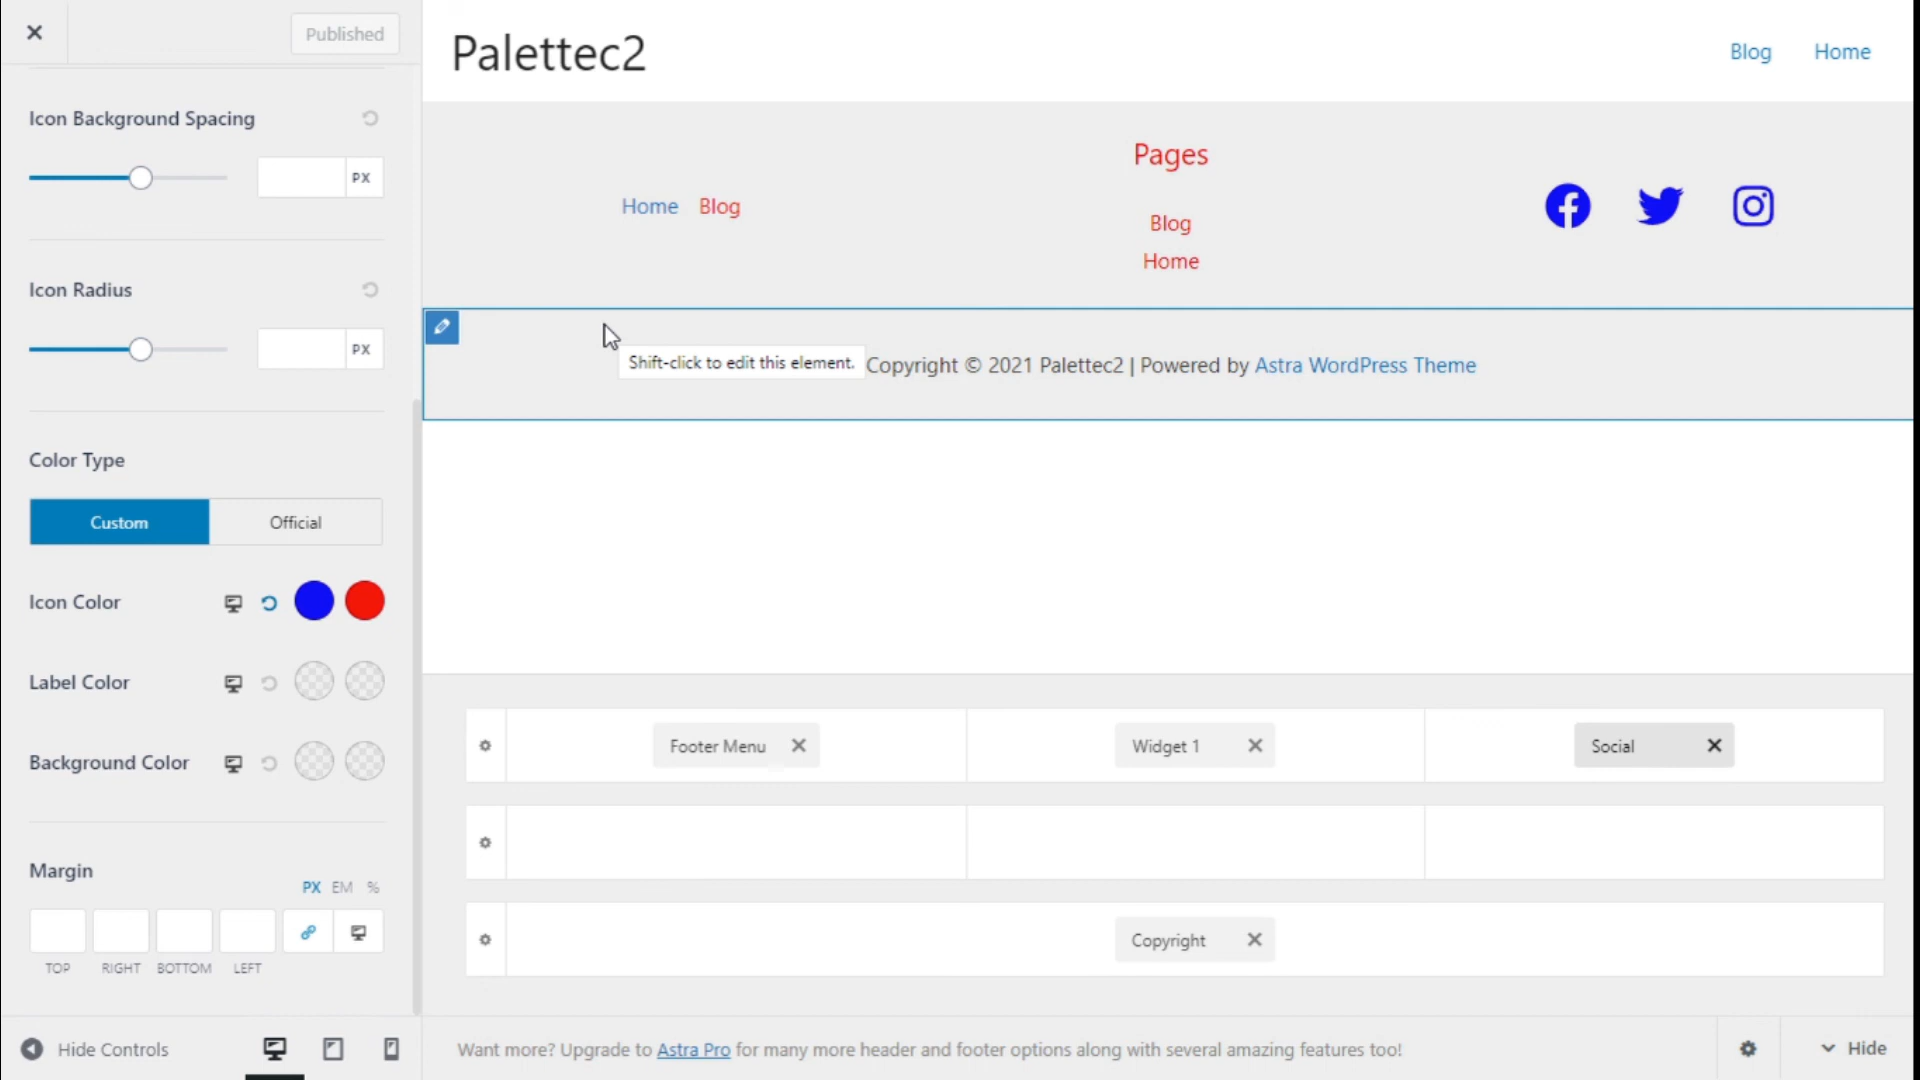 Published
Icon Background Spacing
PX
Icon Radius
PX
Color Type
Custom Official
Icon Color
Label Color
Background Color
Margin
PX EM %
TOP RIGHT BOTTOM LEFT
Hide Controls
Palettec2
Blog Home
Home Blog
Pages
Blog
Home
Shift-click to edit this element.
Copyright © 2021 Palettec2 | Powered by Astra WordPress Theme
Footer Menu
Widget 1
Social
Copyright
Want more? Upgrade to Astra Pro for many more header and footer options along with several amazing features too!
Hide